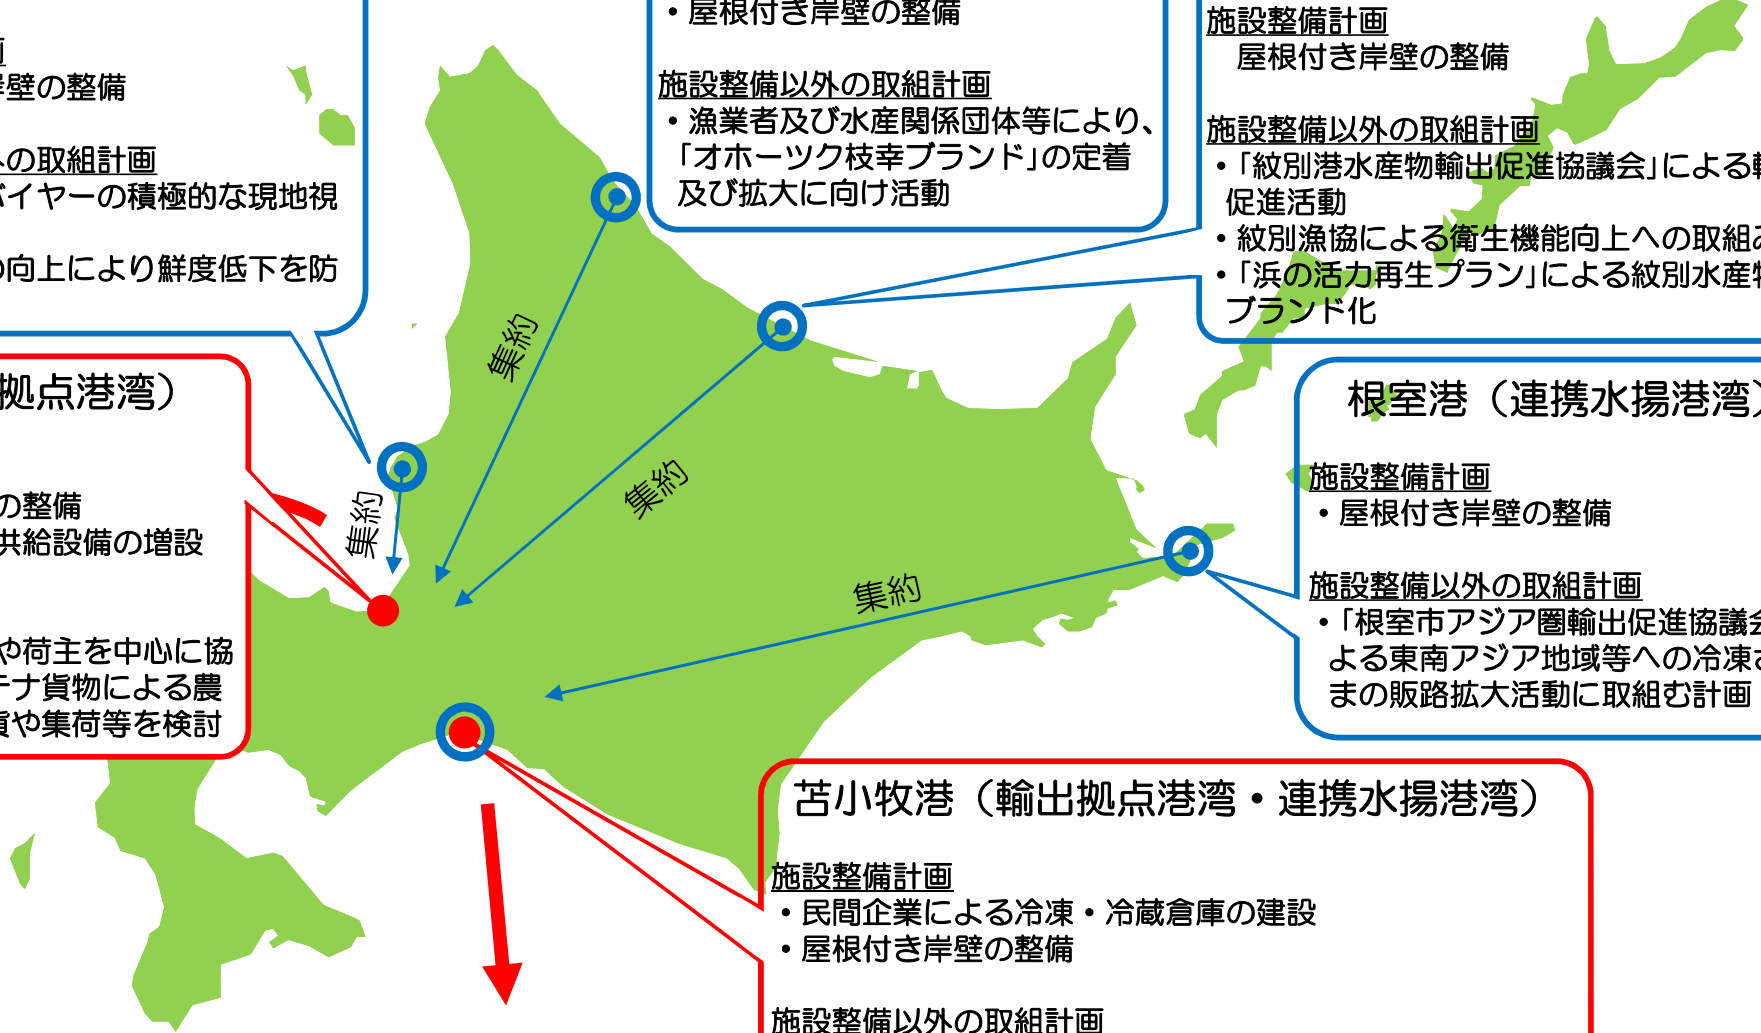 壁の整備
の取組計画
バイヤーの積極的な現地視
の向上により鮮度低下を防
・屋根付き岸壁の整備
施設整備以外の取組計画
・漁業者及び水産関係団体等により、
「オホーツク枝幸ブランド」の定着
及び拡大に向け活動
施設整備計画
屋根付き岸壁の整備
施設整備以外の取組計画
・「紋別港水産物輸出促進協議会」による
促進活動
・紋別漁協による衛生機能向上への取組
・「浜の活力再生プラン」による紋別水産
ブランド化
集約
集約
集約
集約
拠点港湾）
の整備
共給設備の増設
や荷主を中心に協
テナ貨物による農
貨や集荷等を検討
根室港（連携水揚港湾）
施設整備計画
・屋根付き岸壁の整備
施設整備以外の取組計画
・「根室市アジア圏輸出促進協議会
よる東南アジア地域等への冷凍さ
まの販路拡大活動に取組む計画
苫小牧港（輸出拠点港湾・連携水揚港湾）
施設整備計画
・民間企業による冷凍・冷蔵倉庫の建設
・屋根付き岸壁の整備
施設整備以外の取組計画